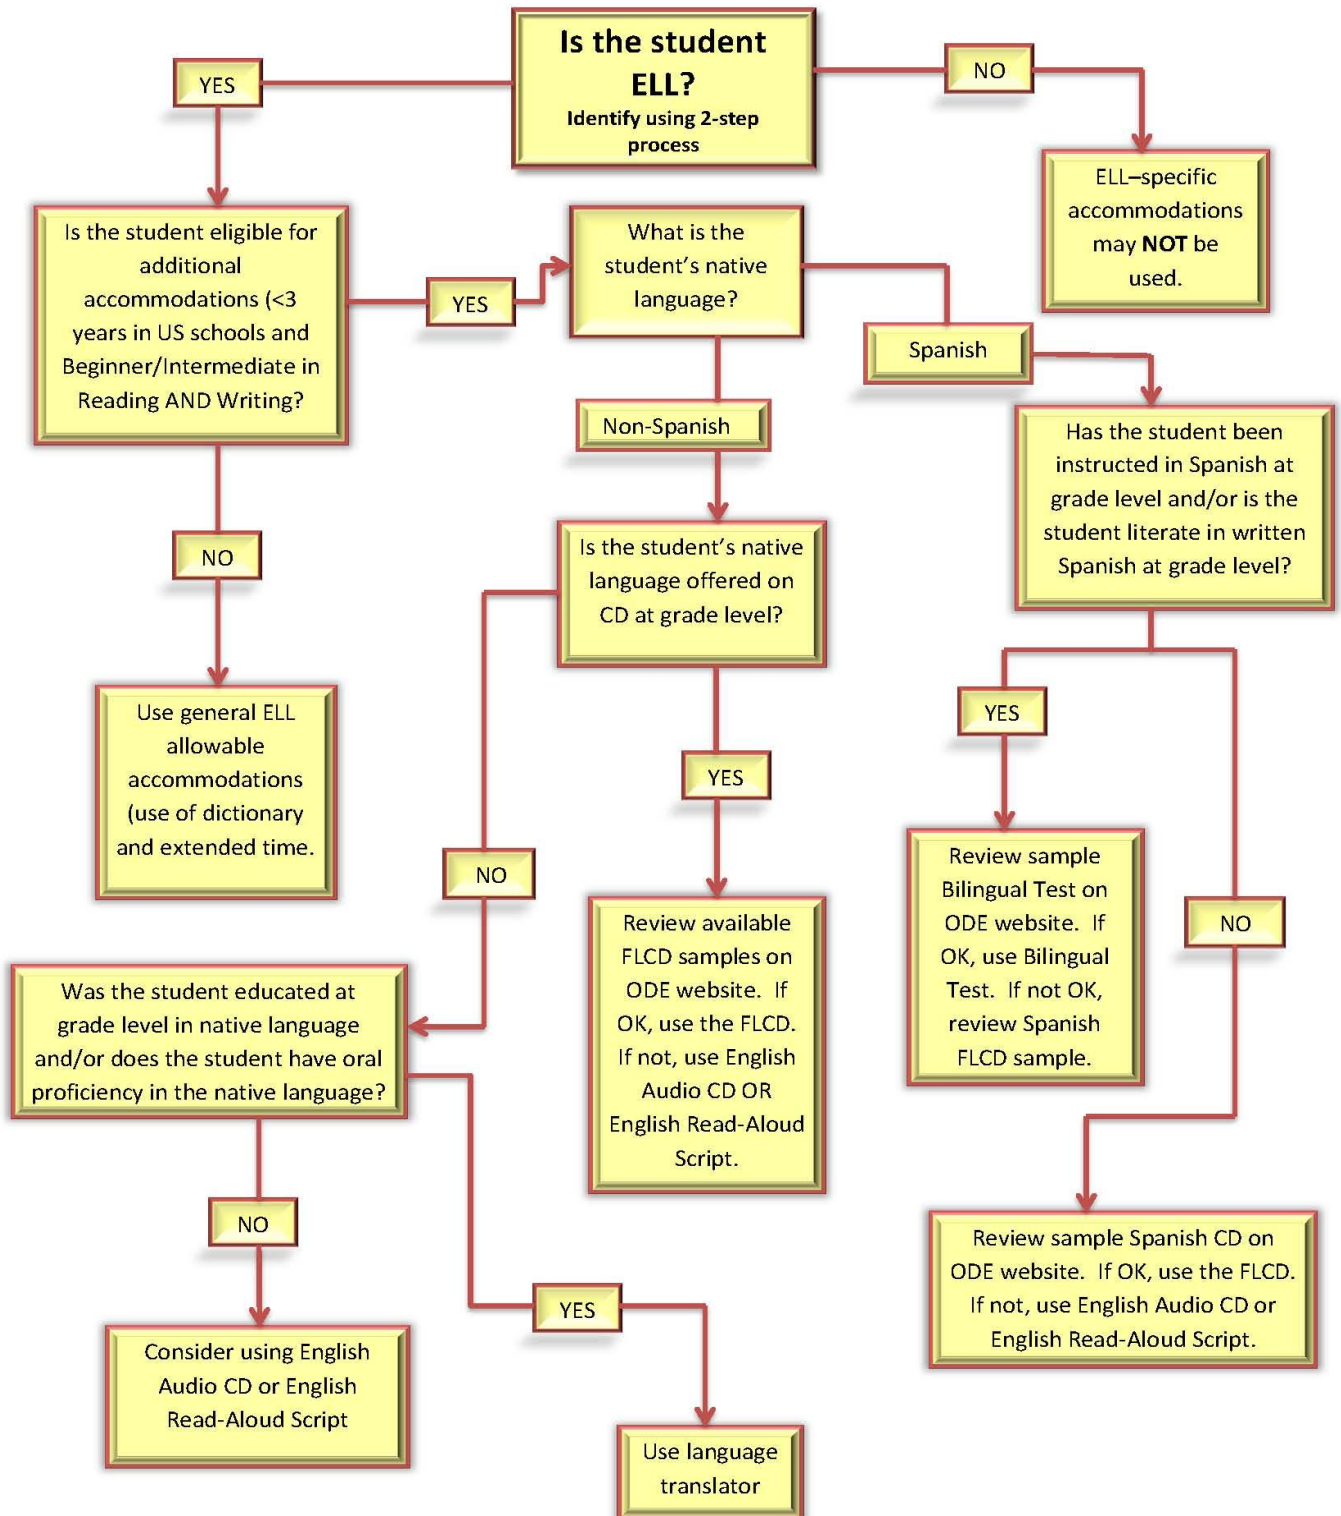 Is the student
ELL?
Identify using 2-step
process
YES
NO
ELL–specific
accommodations
may NOT be
used.
Is the student eligible for
additional
accommodations (<3
years in US schools and
Beginner/Intermediate in
Reading AND Writing?
YES
What is the
student’s native
language?
Spanish
Non-Spanish
Has the student been
instructed in Spanish at
grade level and/or is the
student literate in written
Spanish at grade level?
NO
Is the student’s native
language offered on
CD at grade level?
Use general ELL
allowable
accommodations
(use of dictionary
and extended time.
YES
YES
NO
NO
Review sample
Bilingual Test on
ODE website.  If
OK, use Bilingual
Test.  If not OK,
review Spanish
FLCD sample.
Review available
FLCD samples on
ODE website.  If
OK, use the FLCD.
If not, use English
Audio CD OR
English Read-Aloud
Script.
Was the student educated at
grade level in native language
and/or does the student have oral
proficiency in the native language?
NO
YES
Review sample Spanish CD on
ODE website.  If OK, use the FLCD.
If not, use English Audio CD or
English Read-Aloud Script.
Consider using English
Audio CD or English
Read-Aloud Script
Use language
translator